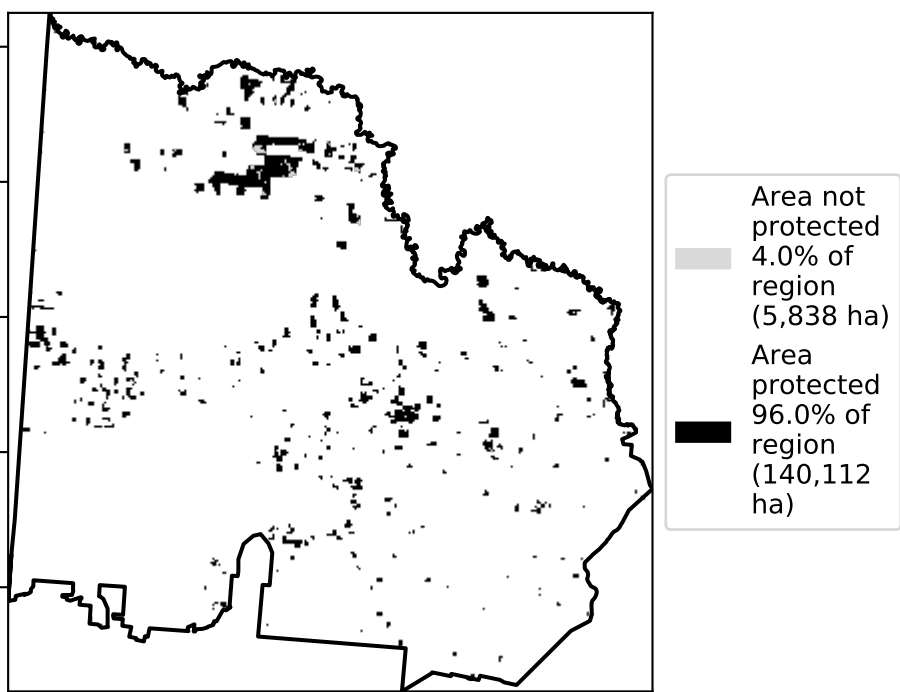 Area not
protected
4.0% of
region
(5,838 ha)
Area
protected
96.0% of
region
(140,112
ha)